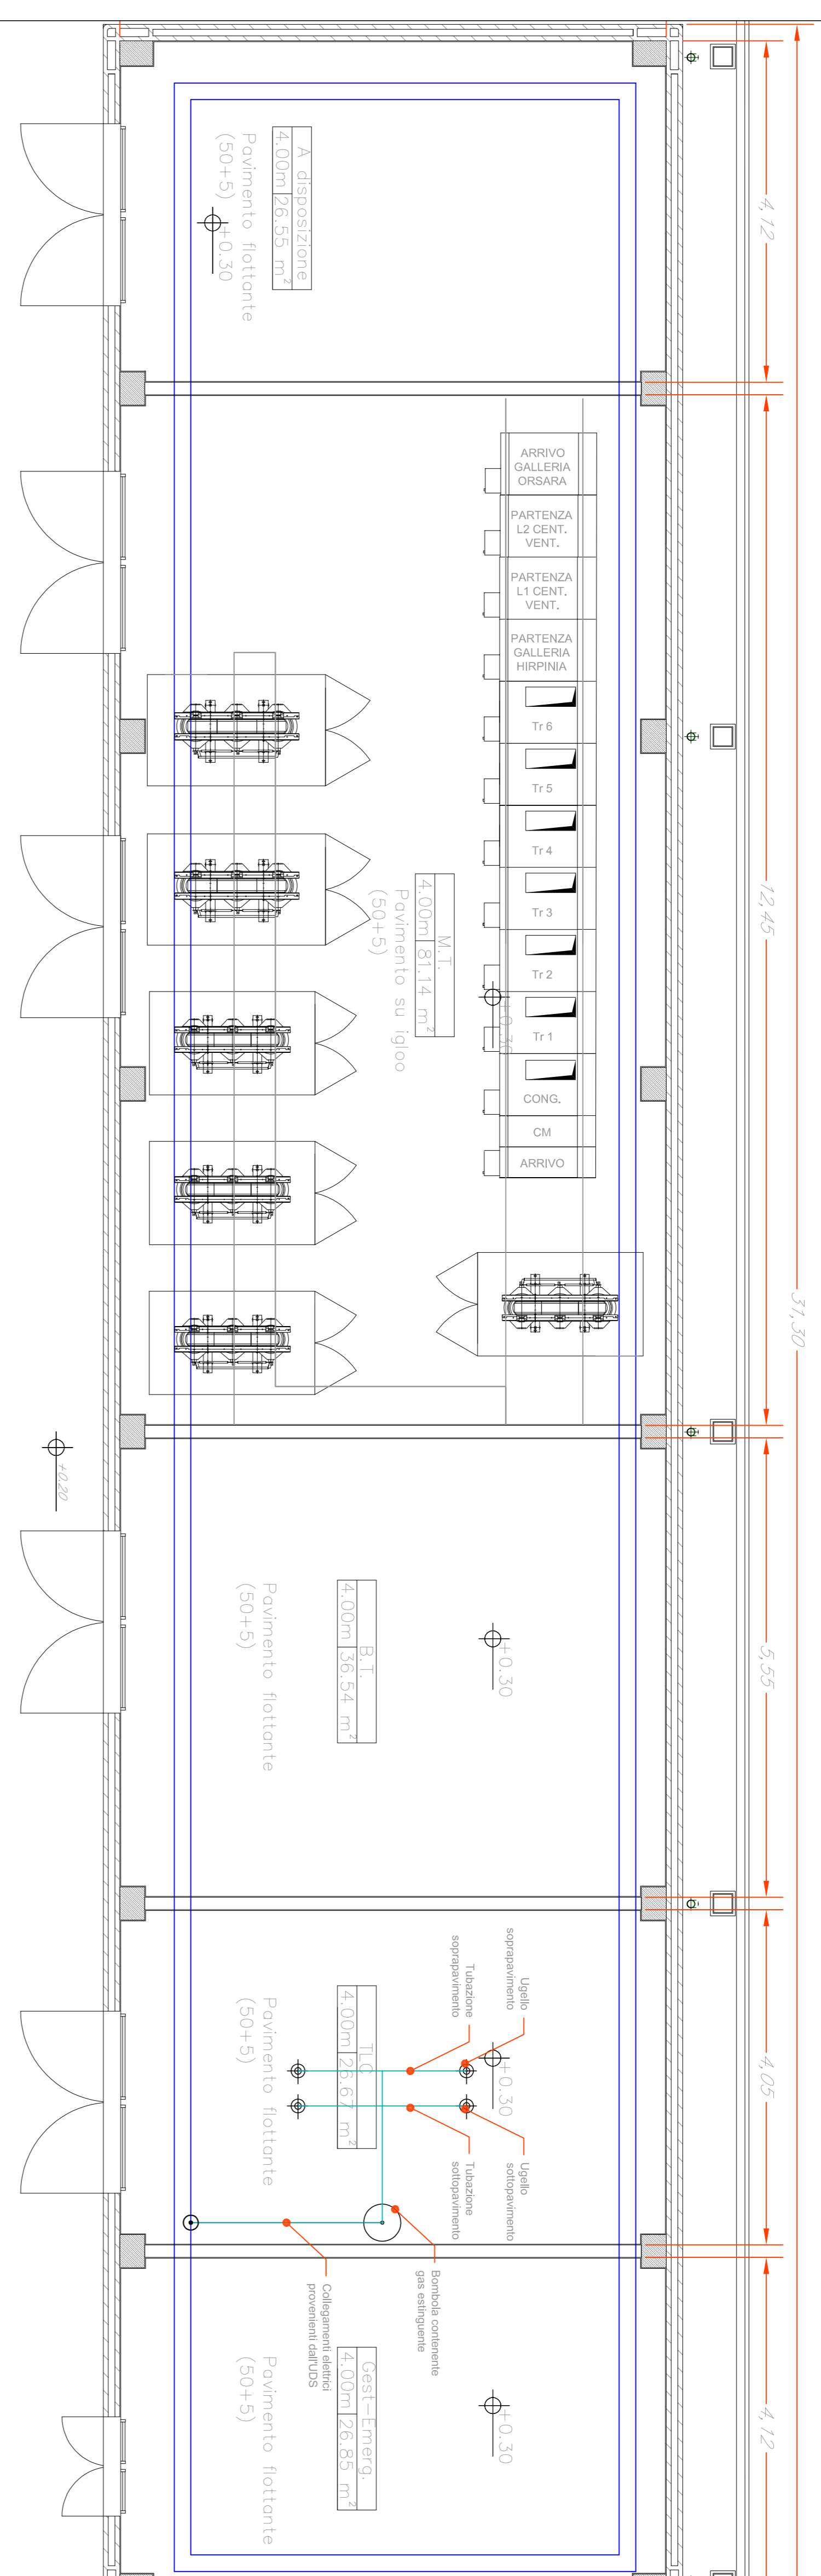 A disposizione
4.00m 26.55 m²
Pavimento flottante
(50+5)
+0.30
4,12
ARRIVO
GALLERIA
ORSARA
PARTENZA
L2 CENT.
VENT.
PARTENZA
L1 CENT.
VENT.
PARTENZA
GALLERIA
HIRPINIA
Tr 6
Tr 5
Tr 4
Tr 3
Tr 2
Tr 1
CONG.
CM
ARRIVO
M.T.
4.00m 81.14 m²
Pavimento su igloo
(50+5)
+0.30
12,45
31,30
+0.20
B.T.
4.00m 36.54 m²
Pavimento flottante
(50+5)
+0.30
5,55
Ugello
soprapavimento
Tubazione
soprapavimento
TLC
4.00m 26.67 m²
Pavimento flottante
(50+5)
+0.30
4,05
Ugello
sottopavimento
Tubazione
sottopavimento
Bombola contenente
gas estinguente
Collegamenti elettrici
provenienti dall'UDS
Gest-Emerg.
4.00m 26.85 m²
Pavimento flottante
(50+5)
+0.30
4,12